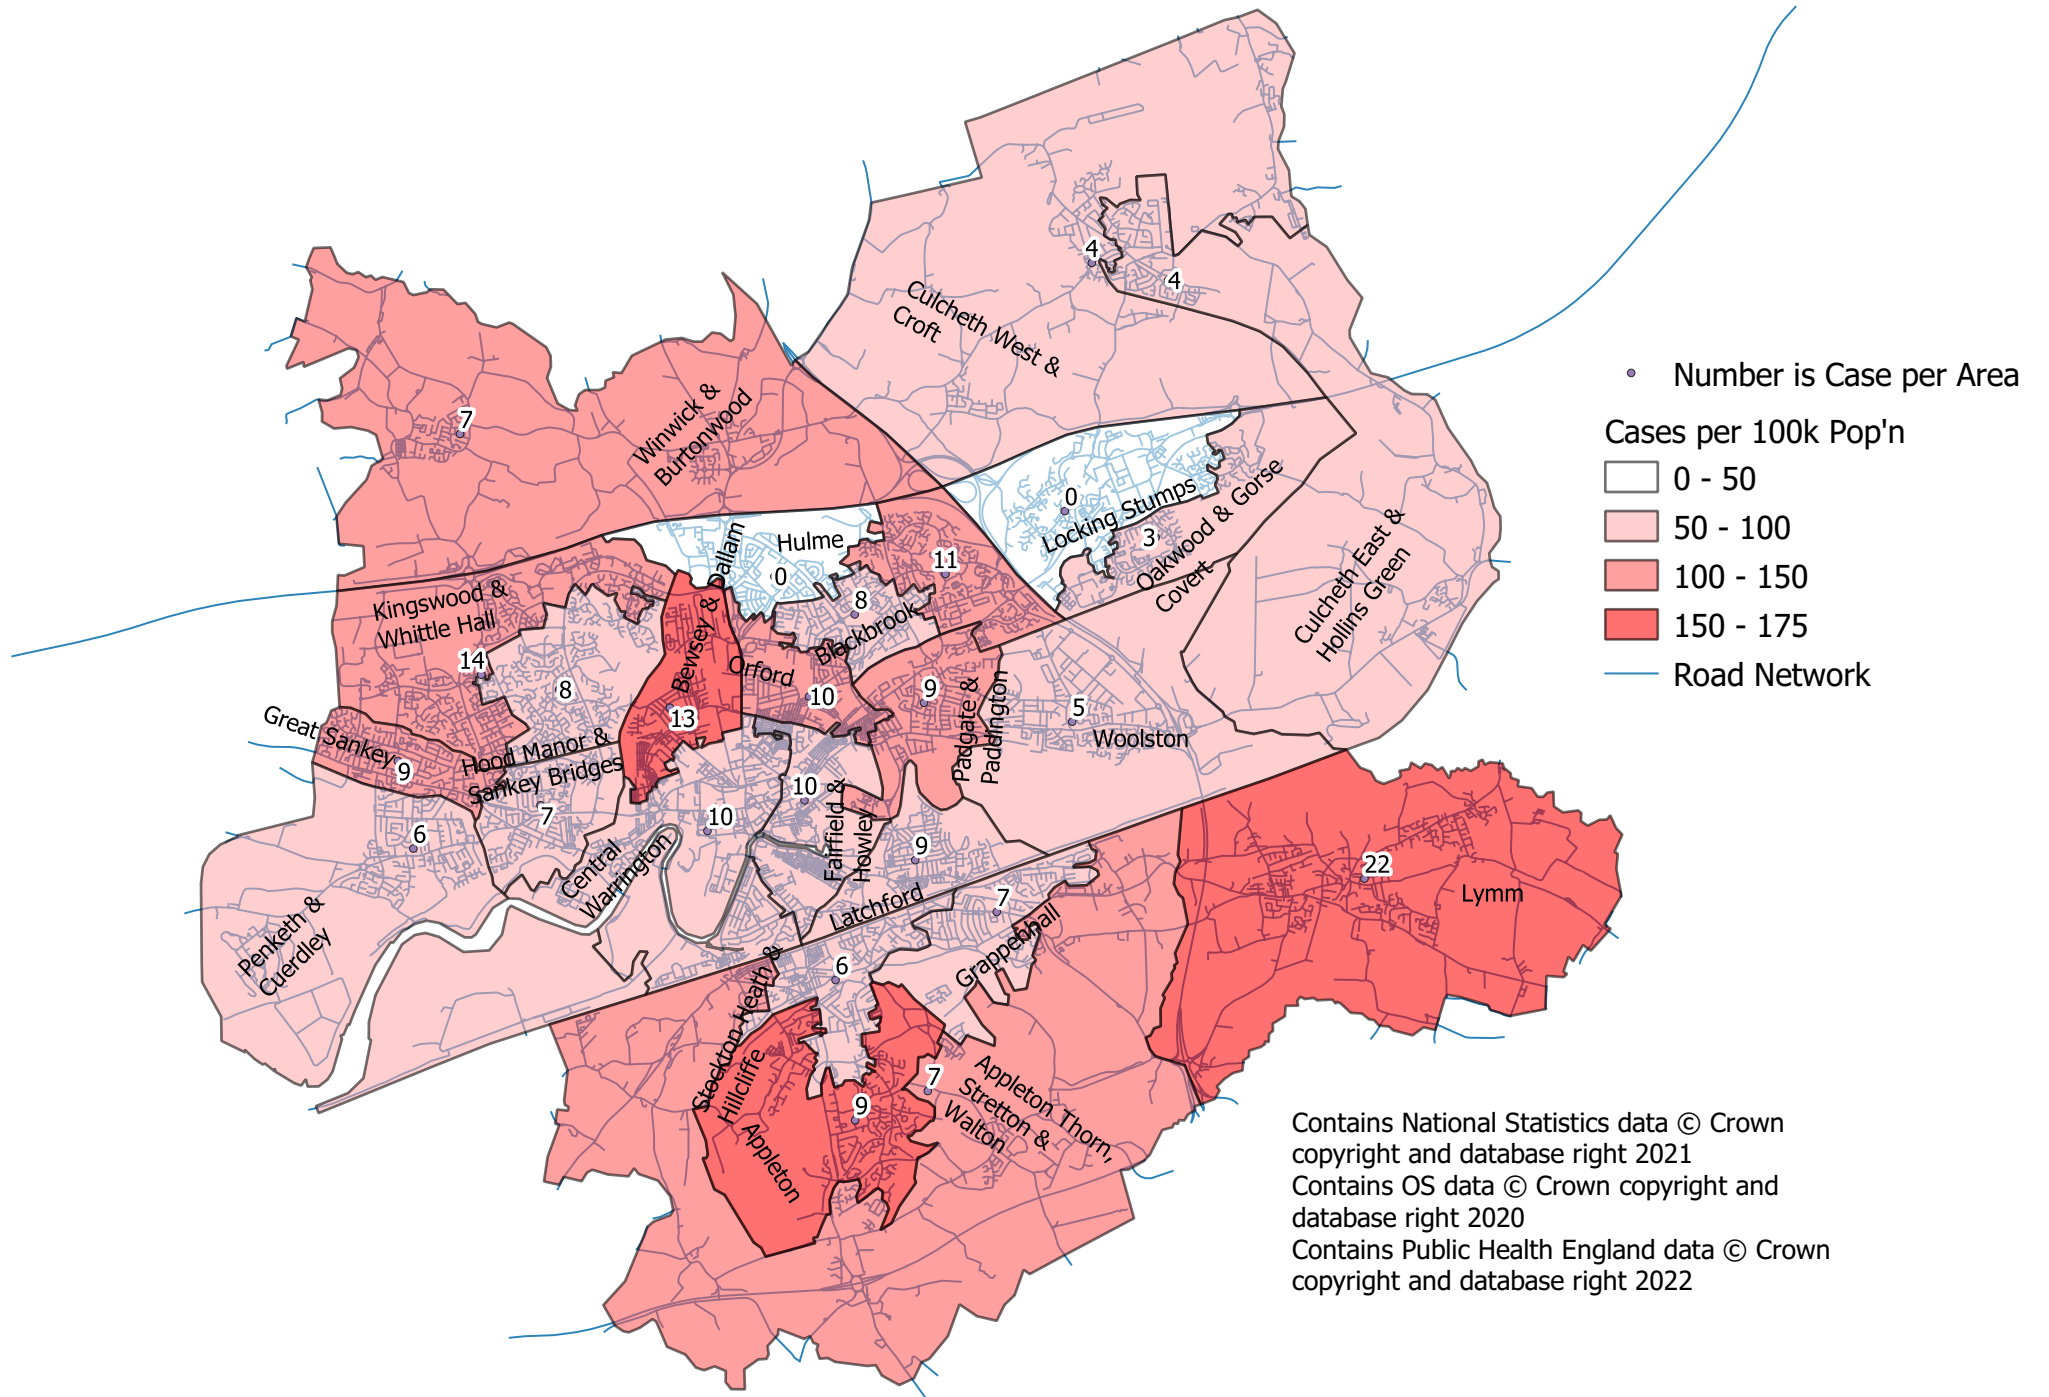 4
4
Culcheth West &
Croft
7
Winwick &
Burtonwood
0
Locking Stumps
3
Oakwood & Gorse
Covert
Culcheth East &
Hollins Green
Hulme
0
11
8
Blackbrook
Kingswood &
Whittle Hall
14
8
Bewsey & Dallam
13
Orford
10
9
Padgate &
Paddington
5
Woolston
Great Sankey
9
Hood Manor &
Sankey Bridges
7
6
Penketh &
Cuerdley
10
Central
Warrington
10
Fairfield &
Howley
9
Latchford
7
Grappenhall
22
Lymm
6
Stockton Heath &
Hillcliffe
9
Appleton
7
Appleton Thorn,
Stretton &
Walton
Number is Case per Area
Cases per 100k Pop'n
0 - 50
50 - 100
100 - 150
150 - 175
Road Network
Contains National Statistics data © Crown
copyright and database right 2021
Contains OS data © Crown copyright and
database right 2020
Contains Public Health England data © Crown
copyright and database right 2022